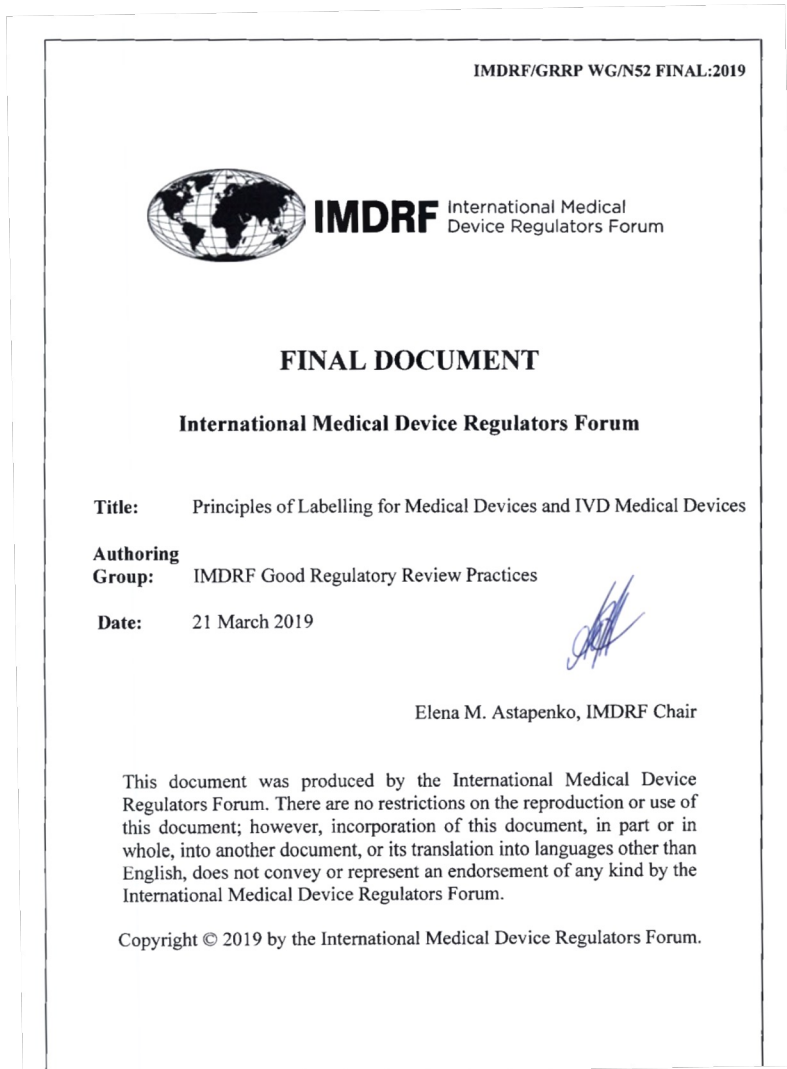 IMDRF/GRRP WG/N52 FINAL:2019
IMDRF International Medical
Device Regulators Forum
FINAL DOCUMENT
International Medical Device Regulators Forum
Title: Principles of Labelling for Medical Devices and IVD Medical Devices
Authoring
Group: IMDRF Good Regulatory Review Practices
Date: 21 March 2019
Elena M. Astapenko, IMDRF Chair
This document was produced by the International Medical Device
Regulators Forum. There are no restrictions on the reproduction or use of
this document; however, incorporation of this document, in part or in
whole, into another document, or its translation into languages other than
English, does not convey or represent an endorsement of any kind by the
International Medical Device Regulators Forum.
Copyright © 2019 by the International Medical Device Regulators Forum.